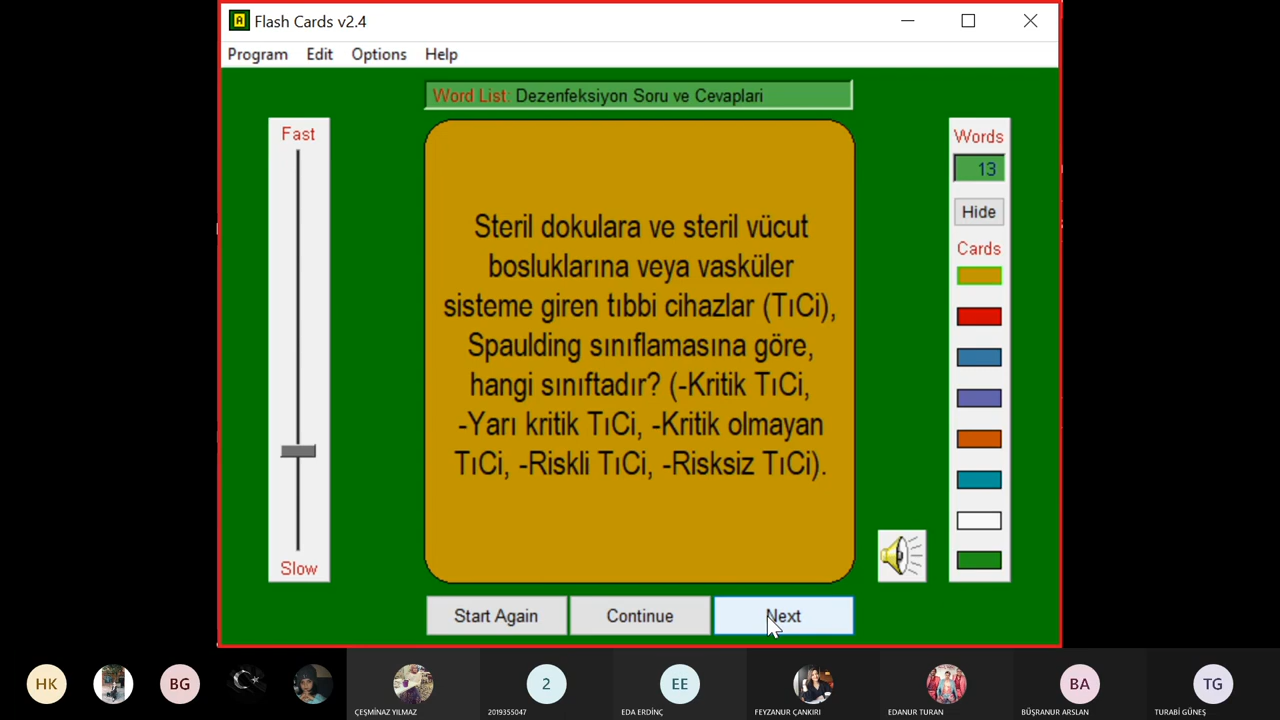 Flash Cards v2.4
Program Edit Options Help
Word List: Dezenfeksiyon Soru ve Cevaplari
Fast
Slow
Steril dokulara ve steril vücut
bosluklarına veya vasküler
sisteme giren tıbbi cihazlar (TıCi),
Spaulding sınıflamasına göre,
hangi sınıftadır? (-Kritik TıCi,
-Yarı kritik TıCi, -Kritik olmayan
TıCi, -Riskli TıCi, -Risksiz TıCi).
Words
13
Hide
Cards
Start Again Continue Next
HK
BG
ÇEŞMİNAZ YILMAZ
2
2019355047
EE
EDA ERDİNÇ
FEYZANUR ÇANKIRI
EDANUR TURAN
BA
BÜŞRANUR ARSLAN
TG
TURABİ GÜNEŞ